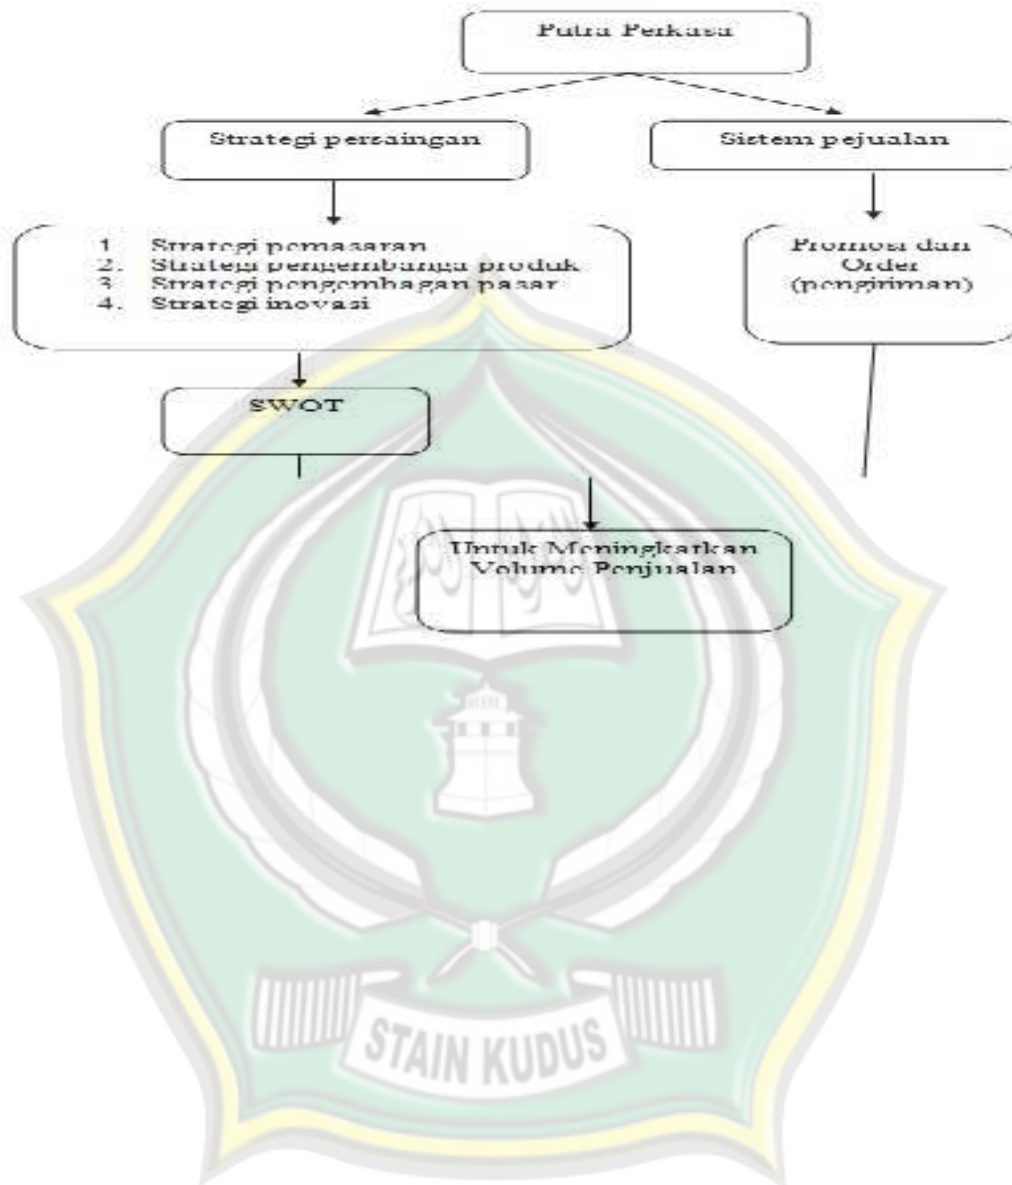 Putra Perkasa
Strategi persaingan
Sistem pejualan
1. Strategi pemasaran
2. Strategi pengembanga produk
3. Strategi pengembagan pasar
4. Strategi inovasi
Promosi dan
Order
(pengiriman)
SWOT
Untuk Meningkatkan
Volume Penjualan
STAIN KUDUS